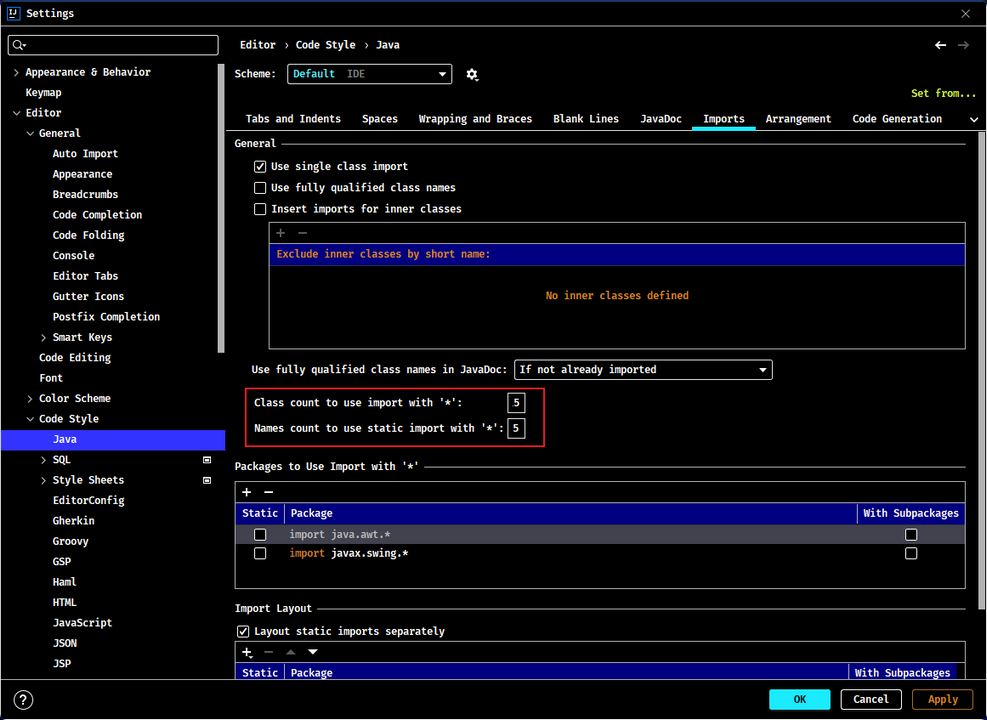 IJ Settings
Editor › Code Style › Java
Scheme: Default IDE
Set from...
Appearance & Behavior
Keymap
Editor
General
Auto Import
Appearance
Breadcrumbs
Code Completion
Code Folding
Console
Editor Tabs
Gutter Icons
Postfix Completion
Smart Keys
Code Editing
Font
Color Scheme
Code Style
Java
SQL
Style Sheets
EditorConfig
Gherkin
Groovy
GSP
Haml
HTML
JavaScript
JSON
JSP
Tabs and Indents Spaces Wrapping and Braces Blank Lines JavaDoc Imports Arrangement Code Generation
General
Use single class import
Use fully qualified class names
Insert imports for inner classes
+ −
Exclude inner classes by short name:
No inner classes defined
Use fully qualified class names in JavaDoc: If not already imported
Class count to use import with '*': 5
Names count to use static import with '*': 5
Packages to Use Import with '*'
+ −
Static Package With Subpackages
import java.awt.*
import javax.swing.*
Import Layout
Layout static imports separately
+ −
Static Package With Subpackages
? OK Cancel Apply